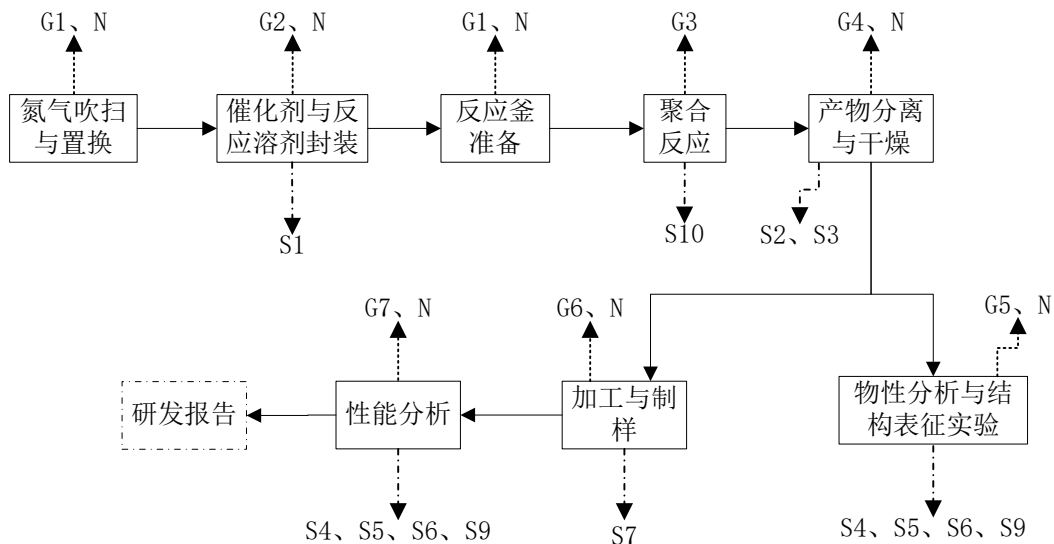 G1、N
G2、N
G1、N
G3
G4、N
氮气吹扫
与置换
催化剂与反
应溶剂封装
反应釜
准备
聚合
反应
产物分离
与干燥
S1
S10
S2、S3
G7、N
G6、N
G5、N
研发报告
性能分析
加工与制
样
物性分析与结
构表征实验
S4、S5、S6、S9
S7
S4、S5、S6、S9